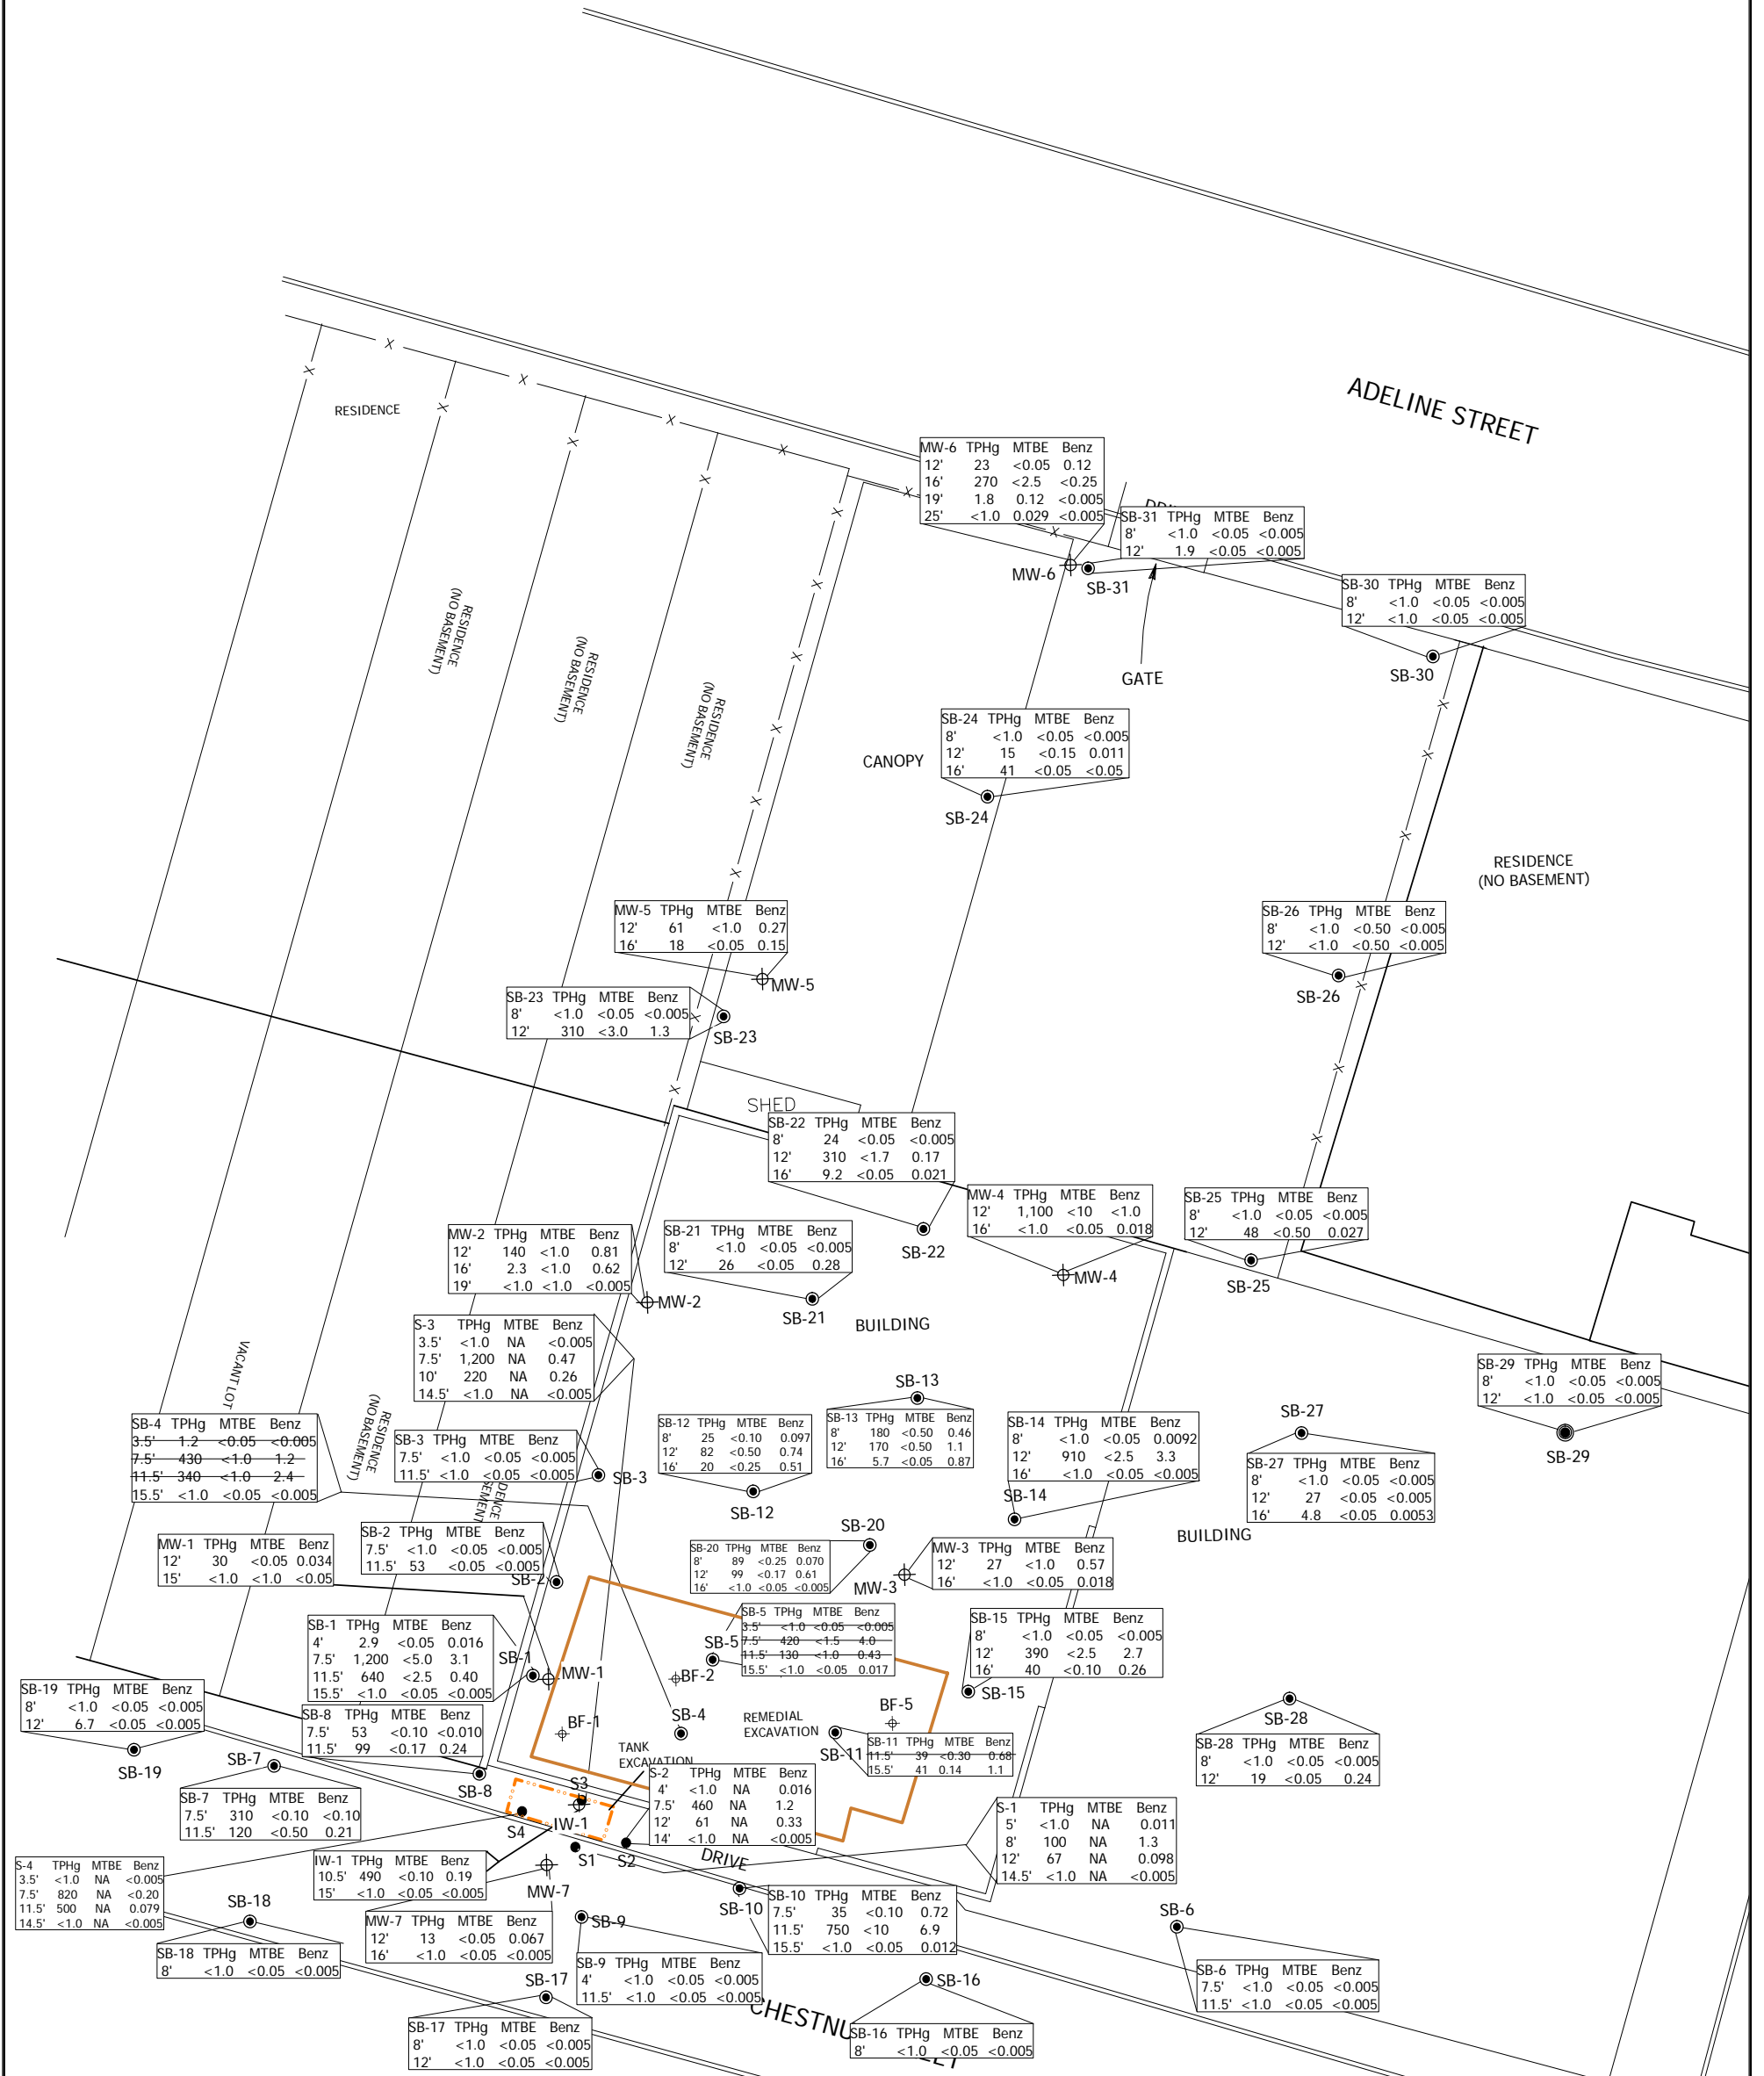 ADELINE STREET
RESIDENCE
MW-6 TPHg MTBE Benz
12' 23 <0.05 0.12
16' 270 <2.5 <0.25
19' 1.8 0.12 <0.005
25' <1.0 0.029 <0.005
SB-31 TPHg MTBE Benz
8' <1.0 <0.05 <0.005
12' 1.9 <0.05 <0.005
MW-6
SB-31
SB-30 TPHg MTBE Benz
8' <1.0 <0.05 <0.005
12' <1.0 <0.05 <0.005
SB-30
GATE
RESIDENCE
(NO BASEMENT)
RESIDENCE
(NO BASEMENT)
RESIDENCE
(NO BASEMENT)
SB-24 TPHg MTBE Benz
8' <1.0 <0.05 <0.005
12' 15 <0.15 0.011
16' 41 <0.05 <0.05
CANOPY
SB-24
RESIDENCE
(NO BASEMENT)
MW-5 TPHg MTBE Benz
12' 61 <1.0 0.27
16' 18 <0.05 0.15
MW-5
SB-26 TPHg MTBE Benz
8' <1.0 <0.50 <0.005
12' <1.0 <0.50 <0.005
SB-26
SB-23 TPHg MTBE Benz
8' <1.0 <0.05 <0.005
12' 310 <3.0 1.3
SB-23
SHED
SB-22 TPHg MTBE Benz
8' 24 <0.05 <0.005
12' 310 <1.7 0.17
16' 9.2 <0.05 0.021
SB-22
MW-4 TPHg MTBE Benz
12' 1,100 <10 <1.0
16' <1.0 <0.05 0.018
MW-4
SB-25 TPHg MTBE Benz
8' <1.0 <0.05 <0.005
12' 48 <0.50 0.027
SB-25
MW-2 TPHg MTBE Benz
12' 140 <1.0 0.81
16' 2.3 <1.0 0.62
19' <1.0 <1.0 <0.005
MW-2
SB-21 TPHg MTBE Benz
8' <1.0 <0.05 <0.005
12' 26 <0.05 0.28
SB-21
BUILDING
S-3 TPHg MTBE Benz
3.5' <1.0 NA <0.005
7.5' 1,200 NA 0.47
10' 220 NA 0.26
14.5' <1.0 NA <0.005
VACANT LOT
RESIDENCE
(NO BASEMENT)
SB-29 TPHg MTBE Benz
8' <1.0 <0.05 <0.005
12' <1.0 <0.05 <0.005
SB-29
SB-13
SB-13 TPHg MTBE Benz
8' 180 <0.50 0.46
12' 170 <0.50 1.1
16' 5.7 <0.05 0.87
SB-4 TPHg MTBE Benz
3.5' 1.2 <0.05 <0.005
7.5' 430 <1.0 1.2
11.5' 340 <1.0 2.4
15.5' <1.0 <0.05 <0.005
SB-3 TPHg MTBE Benz
7.5' <1.0 <0.05 <0.005
11.5' <1.0 <0.05 <0.005
SB-3
SB-12 TPHg MTBE Benz
8' 25 <0.10 0.097
12' 82 <0.50 0.74
16' 20 <0.25 0.51
SB-12
SB-14 TPHg MTBE Benz
8' <1.0 <0.05 0.0092
12' 910 <2.5 3.3
16' <1.0 <0.05 <0.005
SB-14
SB-27
SB-27 TPHg MTBE Benz
8' <1.0 <0.05 <0.005
12' 27 <0.05 <0.005
16' 4.8 <0.05 0.0053
BUILDING
DENCE
SEMENT
MW-1 TPHg MTBE Benz
12' 30 <0.05 0.034
15' <1.0 <1.0 <0.05
SB-2 TPHg MTBE Benz
7.5' <1.0 <0.05 <0.005
11.5' 53 <0.05 <0.005
SB-2
SB-20
SB-20 TPHg MTBE Benz
8' 89 <0.25 0.070
12' 99 <0.17 0.61
16' <1.0 <0.05 <0.005
MW-3
MW-3 TPHg MTBE Benz
12' 27 <1.0 0.57
16' <1.0 <0.05 0.018
SB-1 TPHg MTBE Benz
4' 2.9 <0.05 0.016
7.5' 1,200 <5.0 3.1
11.5' 640 <2.5 0.40
15.5' <1.0 <0.05 <0.005
SB-1
MW-1
SB-5 TPHg MTBE Benz
3.5' <1.0 <0.05 <0.005
7.5' 420 <1.5 4.0
11.5' 130 <1.0 0.43
15.5' <1.0 <0.05 0.017
SB-5
BF-2
SB-15 TPHg MTBE Benz
8' <1.0 <0.05 <0.005
12' 390 <2.5 2.7
16' 40 <0.10 0.26
SB-15
SB-19 TPHg MTBE Benz
8' <1.0 <0.05 <0.005
12' 6.7 <0.05 <0.005
SB-19
SB-8 TPHg MTBE Benz
7.5' 53 <0.10 <0.010
11.5' 99 <0.17 0.24
SB-8
BF-1
SB-4
REMEDIAL
EXCAVATION
BF-5
SB-11
SB-11 TPHg MTBE Benz
11.5' 39 <0.30 0.68
15.5' 41 0.14 1.1
SB-28
SB-28 TPHg MTBE Benz
8' <1.0 <0.05 <0.005
12' 19 <0.05 0.24
SB-7
SB-7 TPHg MTBE Benz
7.5' 310 <0.10 <0.10
11.5' 120 <0.50 0.21
TANK
EXCAVATION
S-2 TPHg MTBE Benz
4' <1.0 NA 0.016
7.5' 460 NA 1.2
12' 61 NA 0.33
14' <1.0 NA <0.005
S3
S4
IW-1
S1
S2
DRIVE
S-1 TPHg MTBE Benz
5' <1.0 NA 0.011
8' 100 NA 1.3
12' 67 NA 0.098
14.5' <1.0 NA <0.005
S-4 TPHg MTBE Benz
3.5' <1.0 NA <0.005
7.5' 820 NA <0.20
11.5' 500 NA 0.079
14.5' <1.0 NA <0.005
IW-1 TPHg MTBE Benz
10.5' 490 <0.10 0.19
15' <1.0 <0.05 <0.005
MW-7
MW-7 TPHg MTBE Benz
12' 13 <0.05 0.067
16' <1.0 <0.05 <0.005
SB-18
SB-18 TPHg MTBE Benz
8' <1.0 <0.05 <0.005
SB-9
SB-9 TPHg MTBE Benz
4' <1.0 <0.05 <0.005
11.5' <1.0 <0.05 <0.005
SB-10
SB-10 TPHg MTBE Benz
7.5' 35 <0.10 0.72
11.5' 750 <10 6.9
15.5' <1.0 <0.05 0.012
SB-6
SB-6 TPHg MTBE Benz
7.5' <1.0 <0.05 <0.005
11.5' <1.0 <0.05 <0.005
SB-17
SB-17 TPHg MTBE Benz
8' <1.0 <0.05 <0.005
12' <1.0 <0.05 <0.005
SB-16
SB-16 TPHg MTBE Benz
8' <1.0 <0.05 <0.005